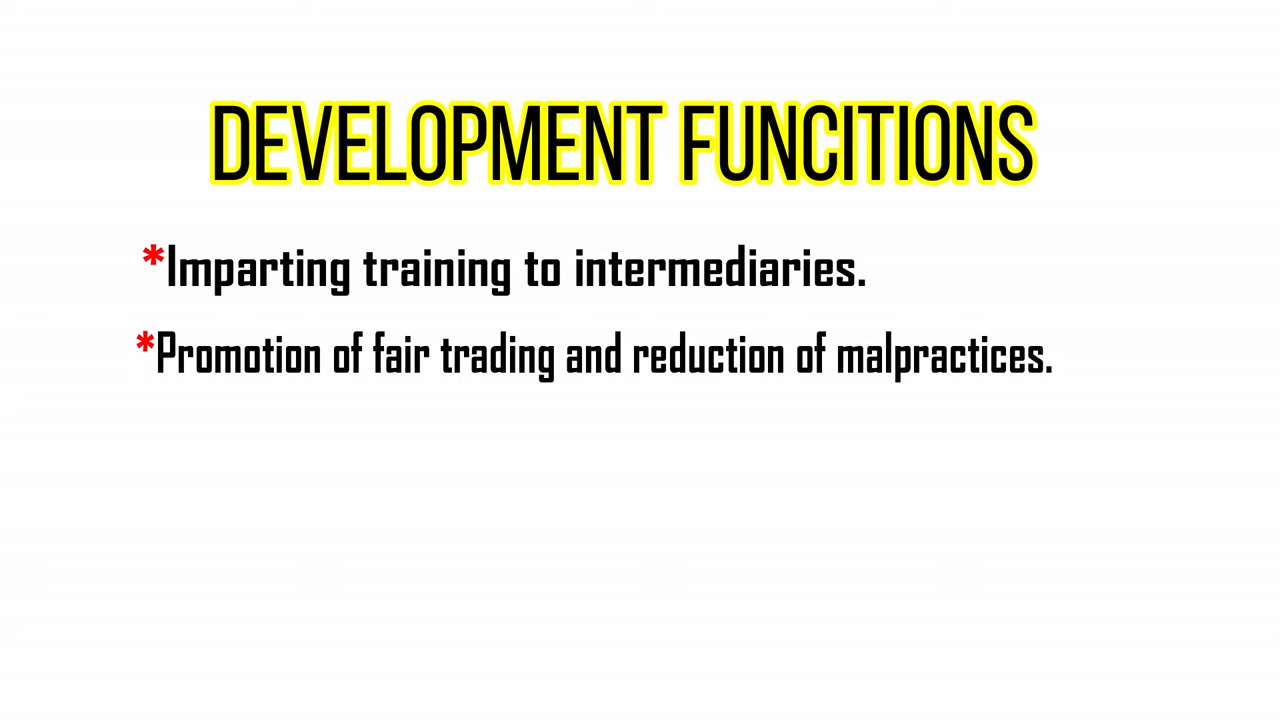 DEVELOPMENT FUNCITIONS
*Imparting training to intermediaries.
*Promotion of fair trading and reduction of malpractices.